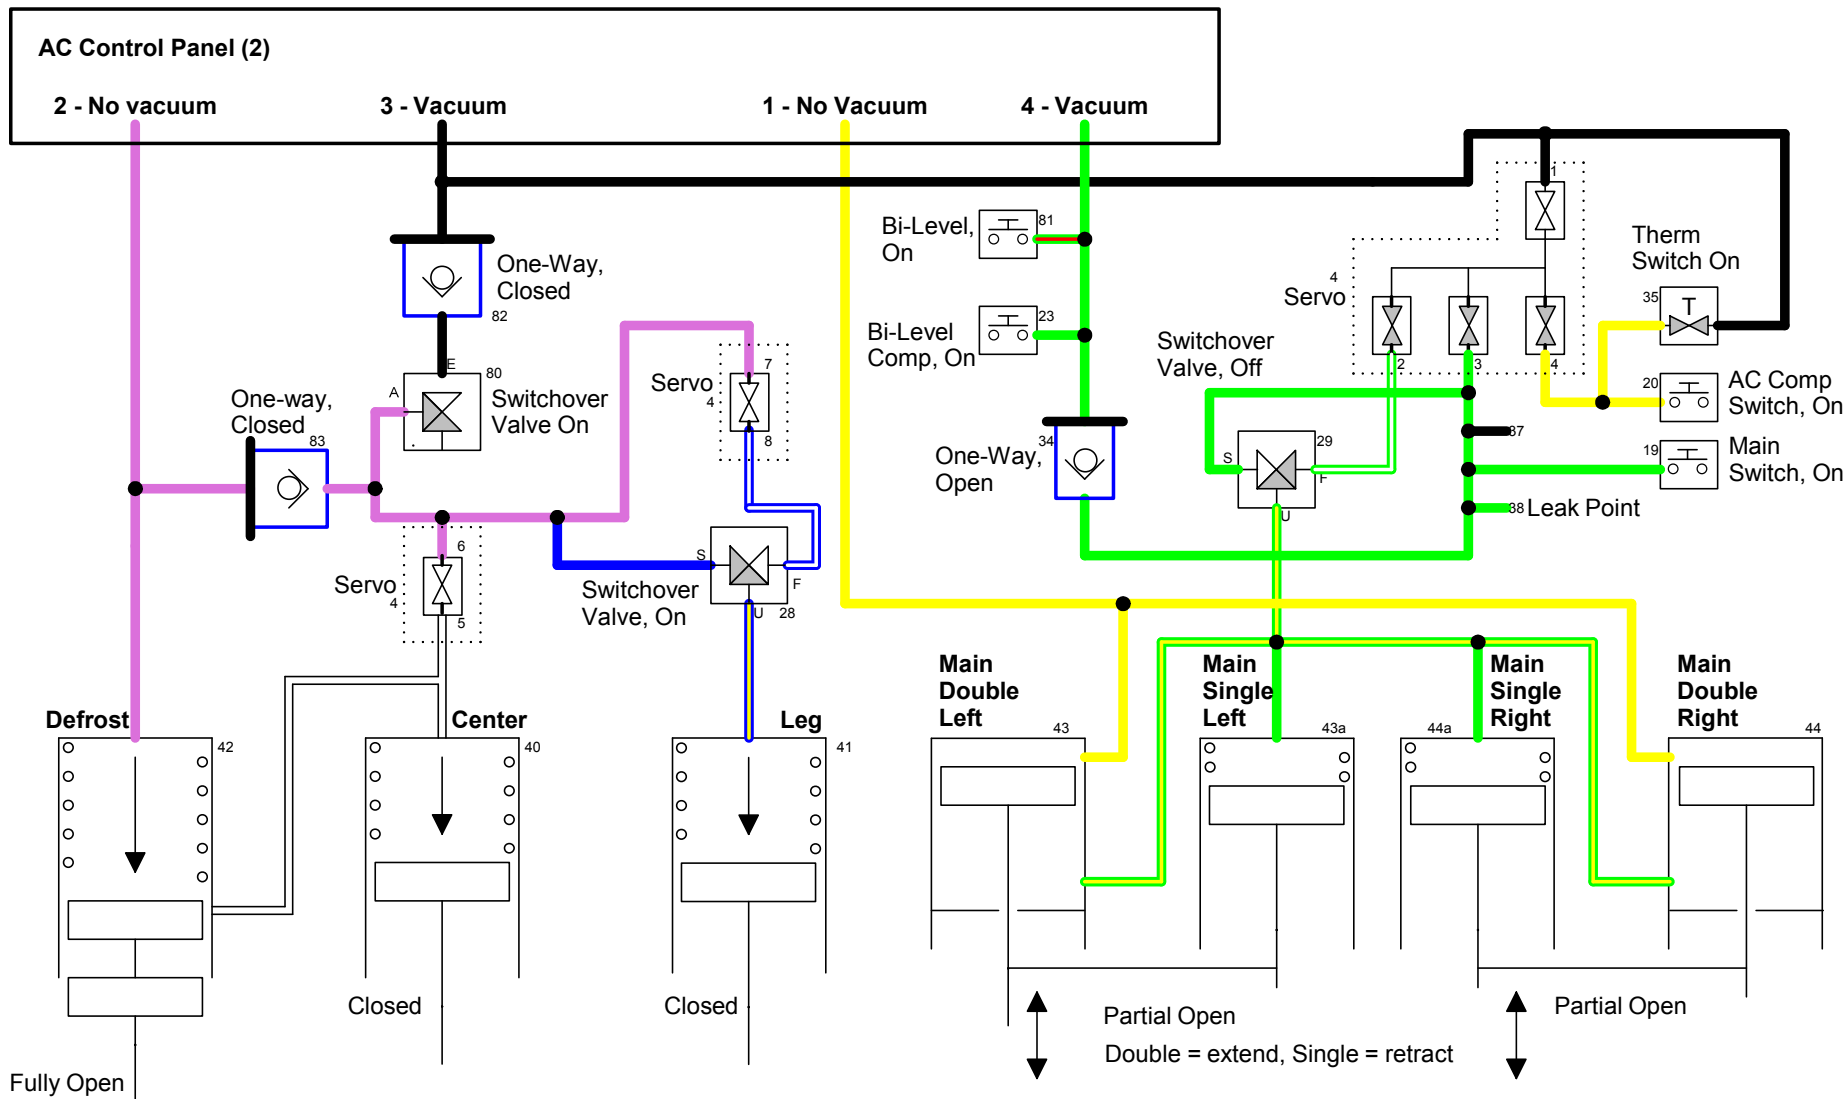 AC Control Panel (2)
2 - No vacuum
3 - Vacuum
1 - No Vacuum
4 - Vacuum
One-Way,
Closed
82
E
80
A
Switchover
Valve On
One-way,
Closed
83
Servo
4
7
8
6
Servo
4
5
S
F
U
28
Switchover
Valve, On
Bi-Level,
On
81
Bi-Level
Comp, On
23
34
One-Way,
Open
Switchover
Valve, Off
29
S
F
U
4
Servo
1
2
3
4
Therm
Switch On
35
20
AC Comp
Switch, On
37
19
Main
Switch, On
38
Leak Point
Defrost
42
Center
40
Leg
41
Main
Double
Left
43
Main
Single
Left
43a
Main
Single
Right
44a
Main
Double
Right
44
Closed
Closed
Fully Open
Partial Open
Double = extend, Single = retract
Partial Open
T